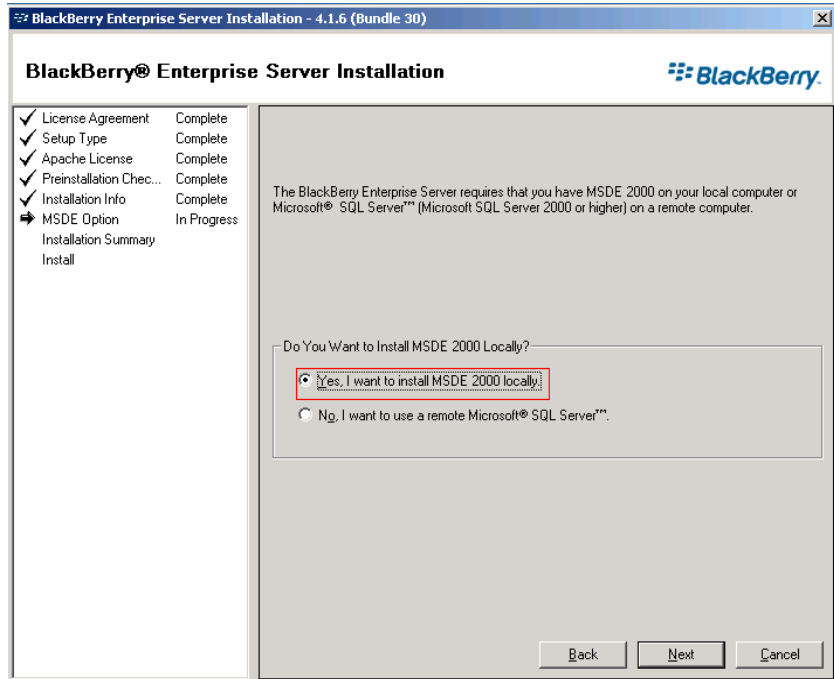 BlackBerry Enterprise Server Installation - 4.1.6 (Bundle 30)
BlackBerry® Enterprise Server Installation
BlackBerry.
License Agreement Complete
Setup Type Complete
Apache License Complete
Preinstallation Chec... Complete
Installation Info Complete
MSDE Option In Progress
Installation Summary
Install
The BlackBerry Enterprise Server requires that you have MSDE 2000 on your local computer or
Microsoft® SQL Server™ (Microsoft SQL Server 2000 or higher) on a remote computer.
Do You Want to Install MSDE 2000 Locally?
Yes, I want to install MSDE 2000 locally.
No, I want to use a remote Microsoft® SQL Server™.
Back Next Cancel